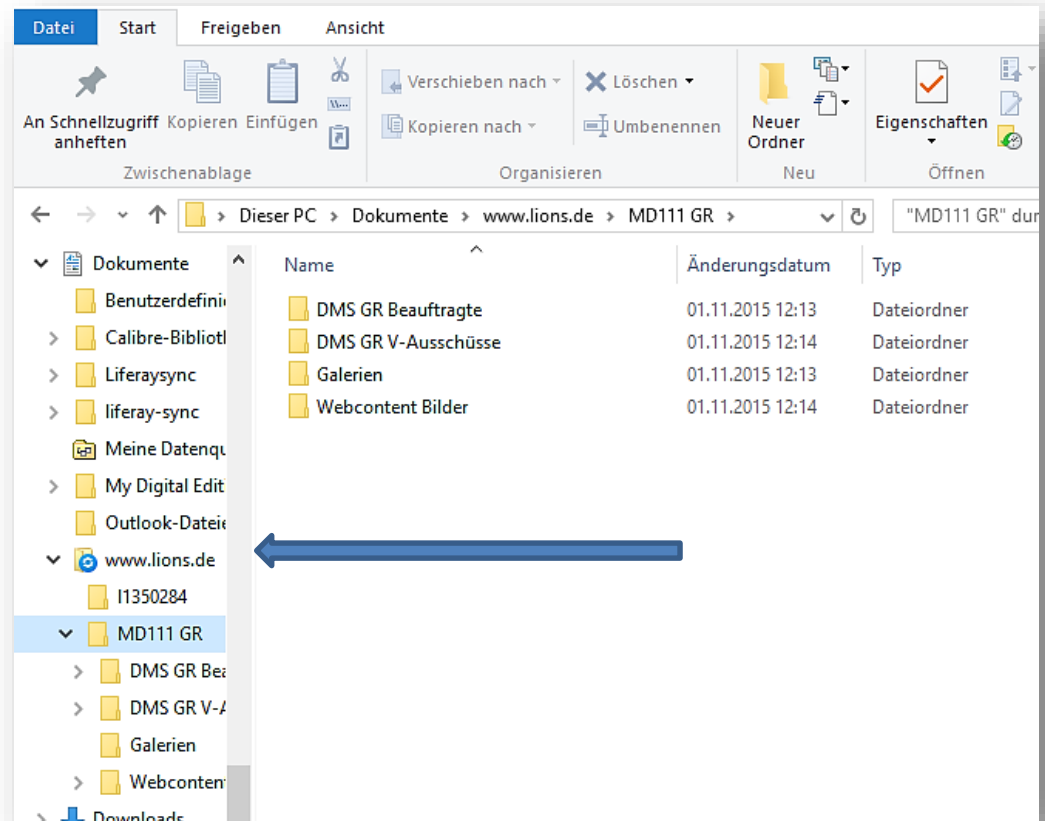 Datei Start Freigeben Ansicht
An Schnellzugriff anheften
Kopieren
Einfügen
Verschieben nach
Kopieren nach
Löschen
Umbenennen
Neuer Ordner
Eigenschaften
Zwischenablage Organisieren Neu Öffnen
Dieser PC > Dokumente > www.lions.de > MD111 GR >
"MD111 GR" dur
Dokumente
Benutzerdefini
Calibre-Bibliotl
Liferaysync
liferay-sync
Meine Datenqu
My Digital Edit
Outlook-Dateie
www.lions.de
I1350284
MD111 GR
DMS GR Bea
DMS GR V-A
Galerien
Webconten
Downloads
Name Änderungsdatum Typ
DMS GR Beauftragte 01.11.2015 12:13 Dateiordner
DMS GR V-Ausschüsse 01.11.2015 12:14 Dateiordner
Galerien 01.11.2015 12:13 Dateiordner
Webcontent Bilder 01.11.2015 12:14 Dateiordner